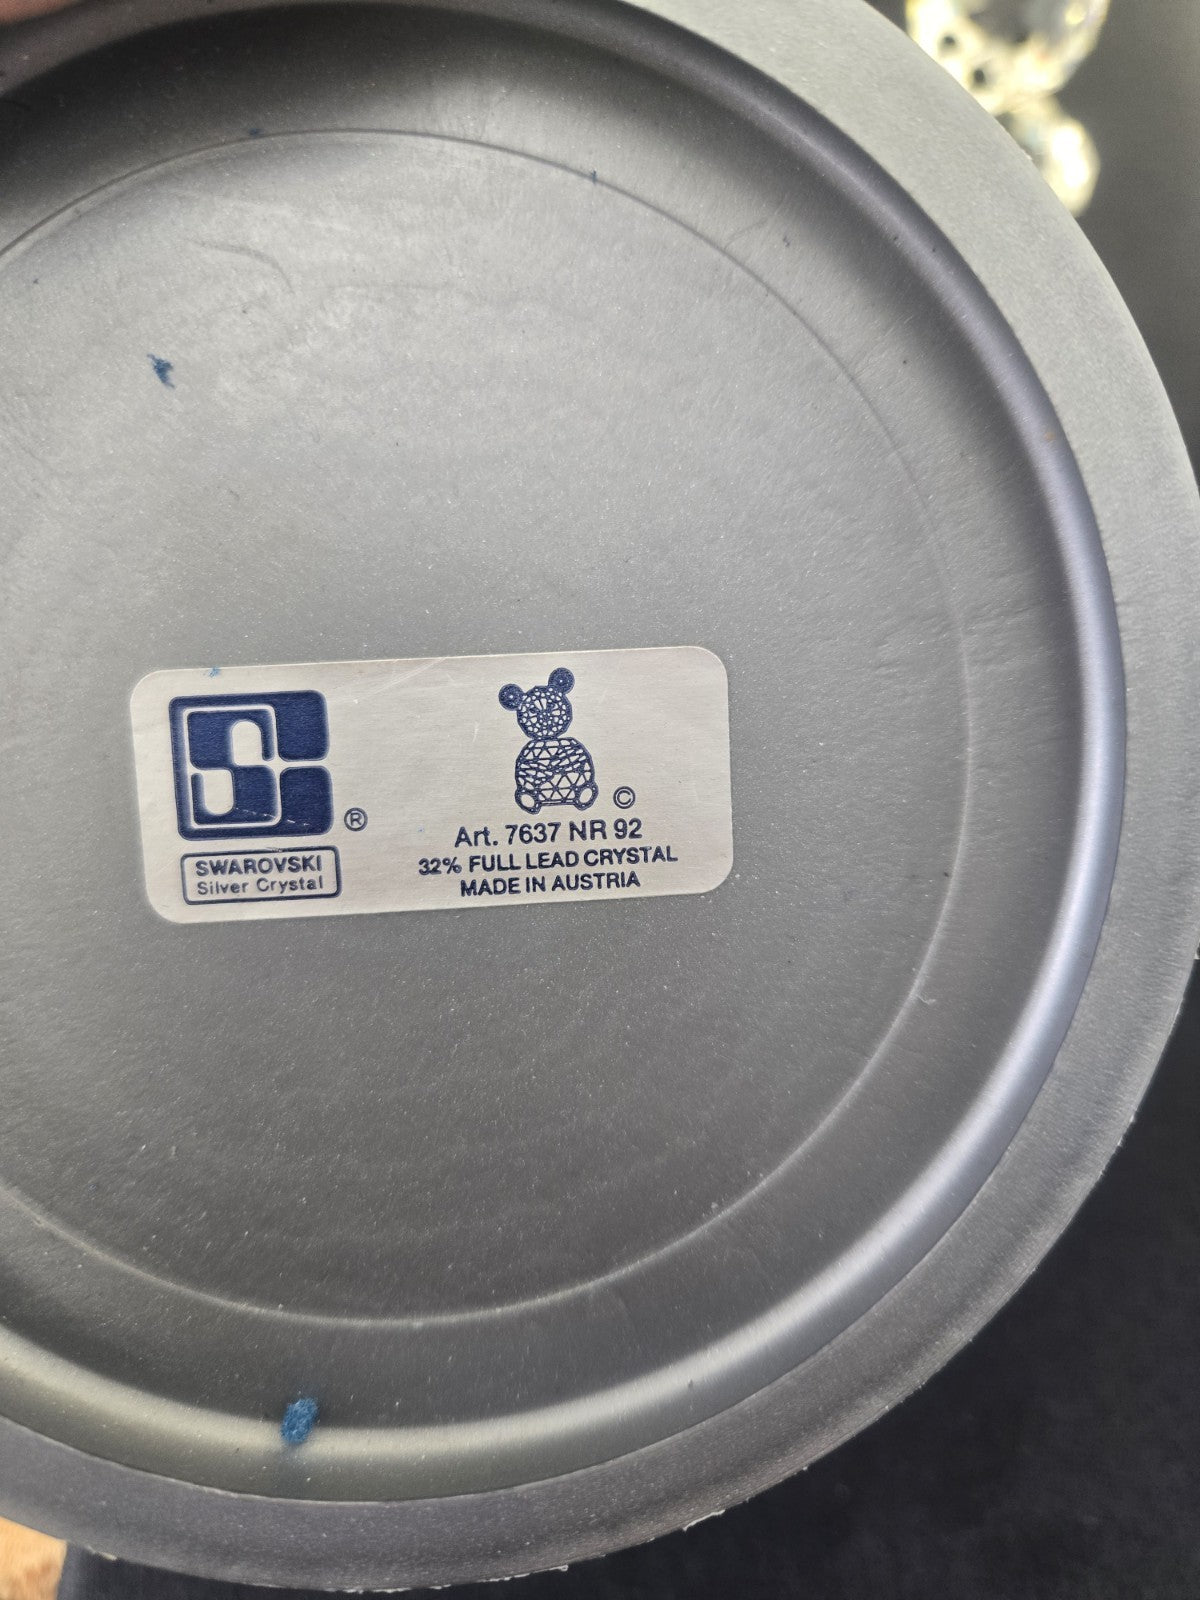 ®
SWAROVSKI
Silver Crystal
©
Art. 7637 NR 92
32% FULL LEAD CRYSTAL
MADE IN AUSTRIA